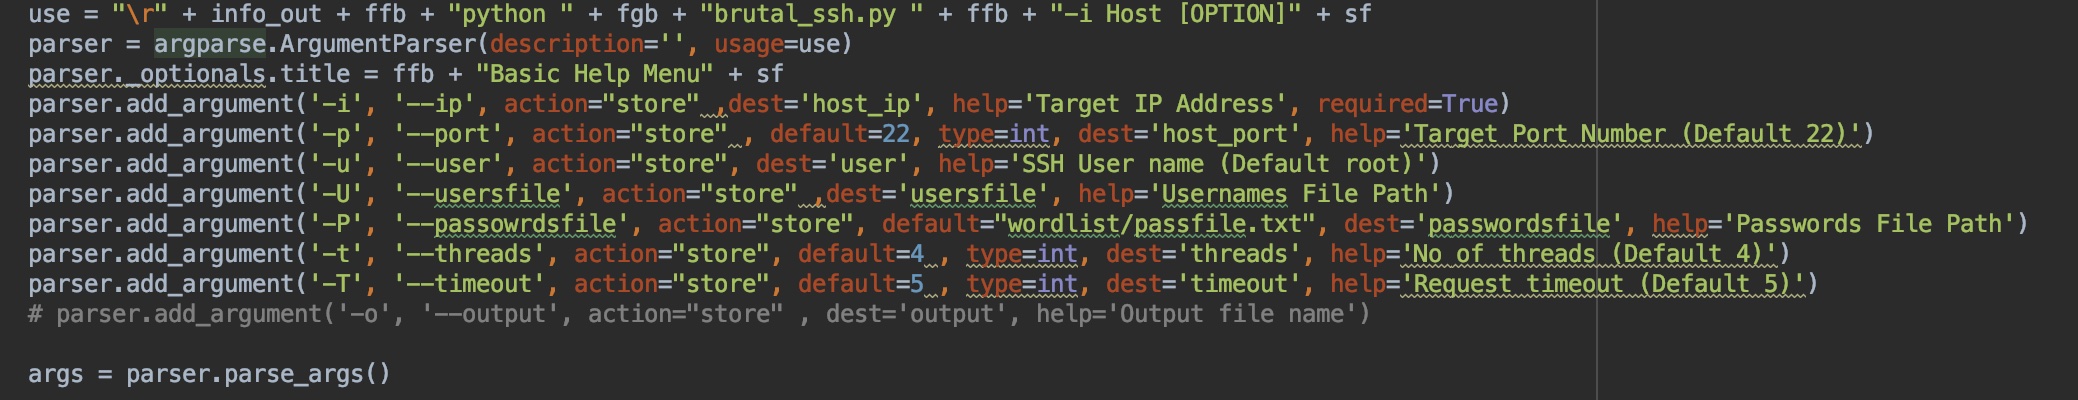 use = "\r" + info_out + ffb + "python " + fgb + "brutal_ssh.py " + ffb + "-i Host [OPTION]" + sf
parser = argparse.ArgumentParser(description='', usage=use)
parser._optionals.title = ffb + "Basic Help Menu" + sf
parser.add_argument('-i', '--ip', action="store" ,dest='host_ip', help='Target IP Address', required=True)
parser.add_argument('-p', '--port', action="store" , default=22, type=int, dest='host_port', help='Target Port Number (Default 22)')
parser.add_argument('-u', '--user', action="store", dest='user', help='SSH User name (Default root)')
parser.add_argument('-U', '--usersfile', action="store" ,dest='usersfile', help='Usernames File Path')
parser.add_argument('-P', '--passowrdsfile', action="store", default="wordlist/passfile.txt", dest='passwordsfile', help='Passwords File Path')
parser.add_argument('-t', '--threads', action="store", default=4 , type=int, dest='threads', help='No of threads (Default 4)')
parser.add_argument('-T', '--timeout', action="store", default=5 , type=int, dest='timeout', help='Request timeout (Default 5)')
# parser.add_argument('-o', '--output', action="store" , dest='output', help='Output file name')
args = parser.parse_args()